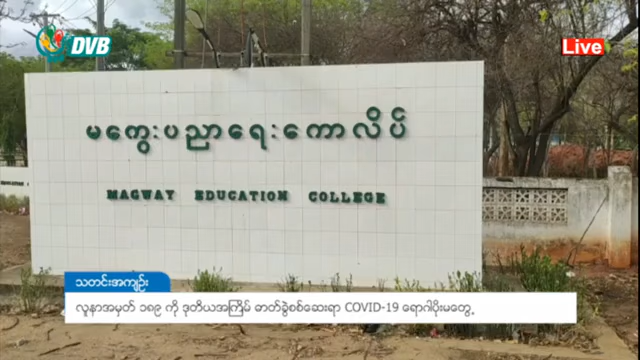 DVB
Live
မကွေးပညာရေးကောလိပ်
MAGWAY EDUCATION COLLEGE
သတင်းအကျဉ်း
လူနာအမှတ် ၁၈၉ ကို ဒုတိယအကြိမ် ဓာတ်ခွဲစစ်ဆေးရာ COVID-19 ရောဂါပိုးမတွေ့